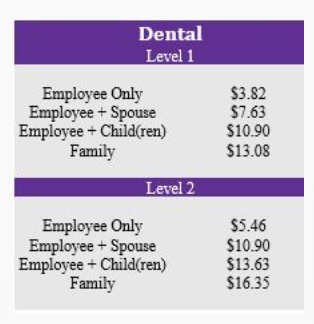 Dental
Level 1
Employee Only $3.82
Employee + Spouse $7.63
Employee + Child(ren) $10.90
Family $13.08
Level 2
Employee Only $5.46
Employee + Spouse $10.90
Employee + Child(ren) $13.63
Family $16.35